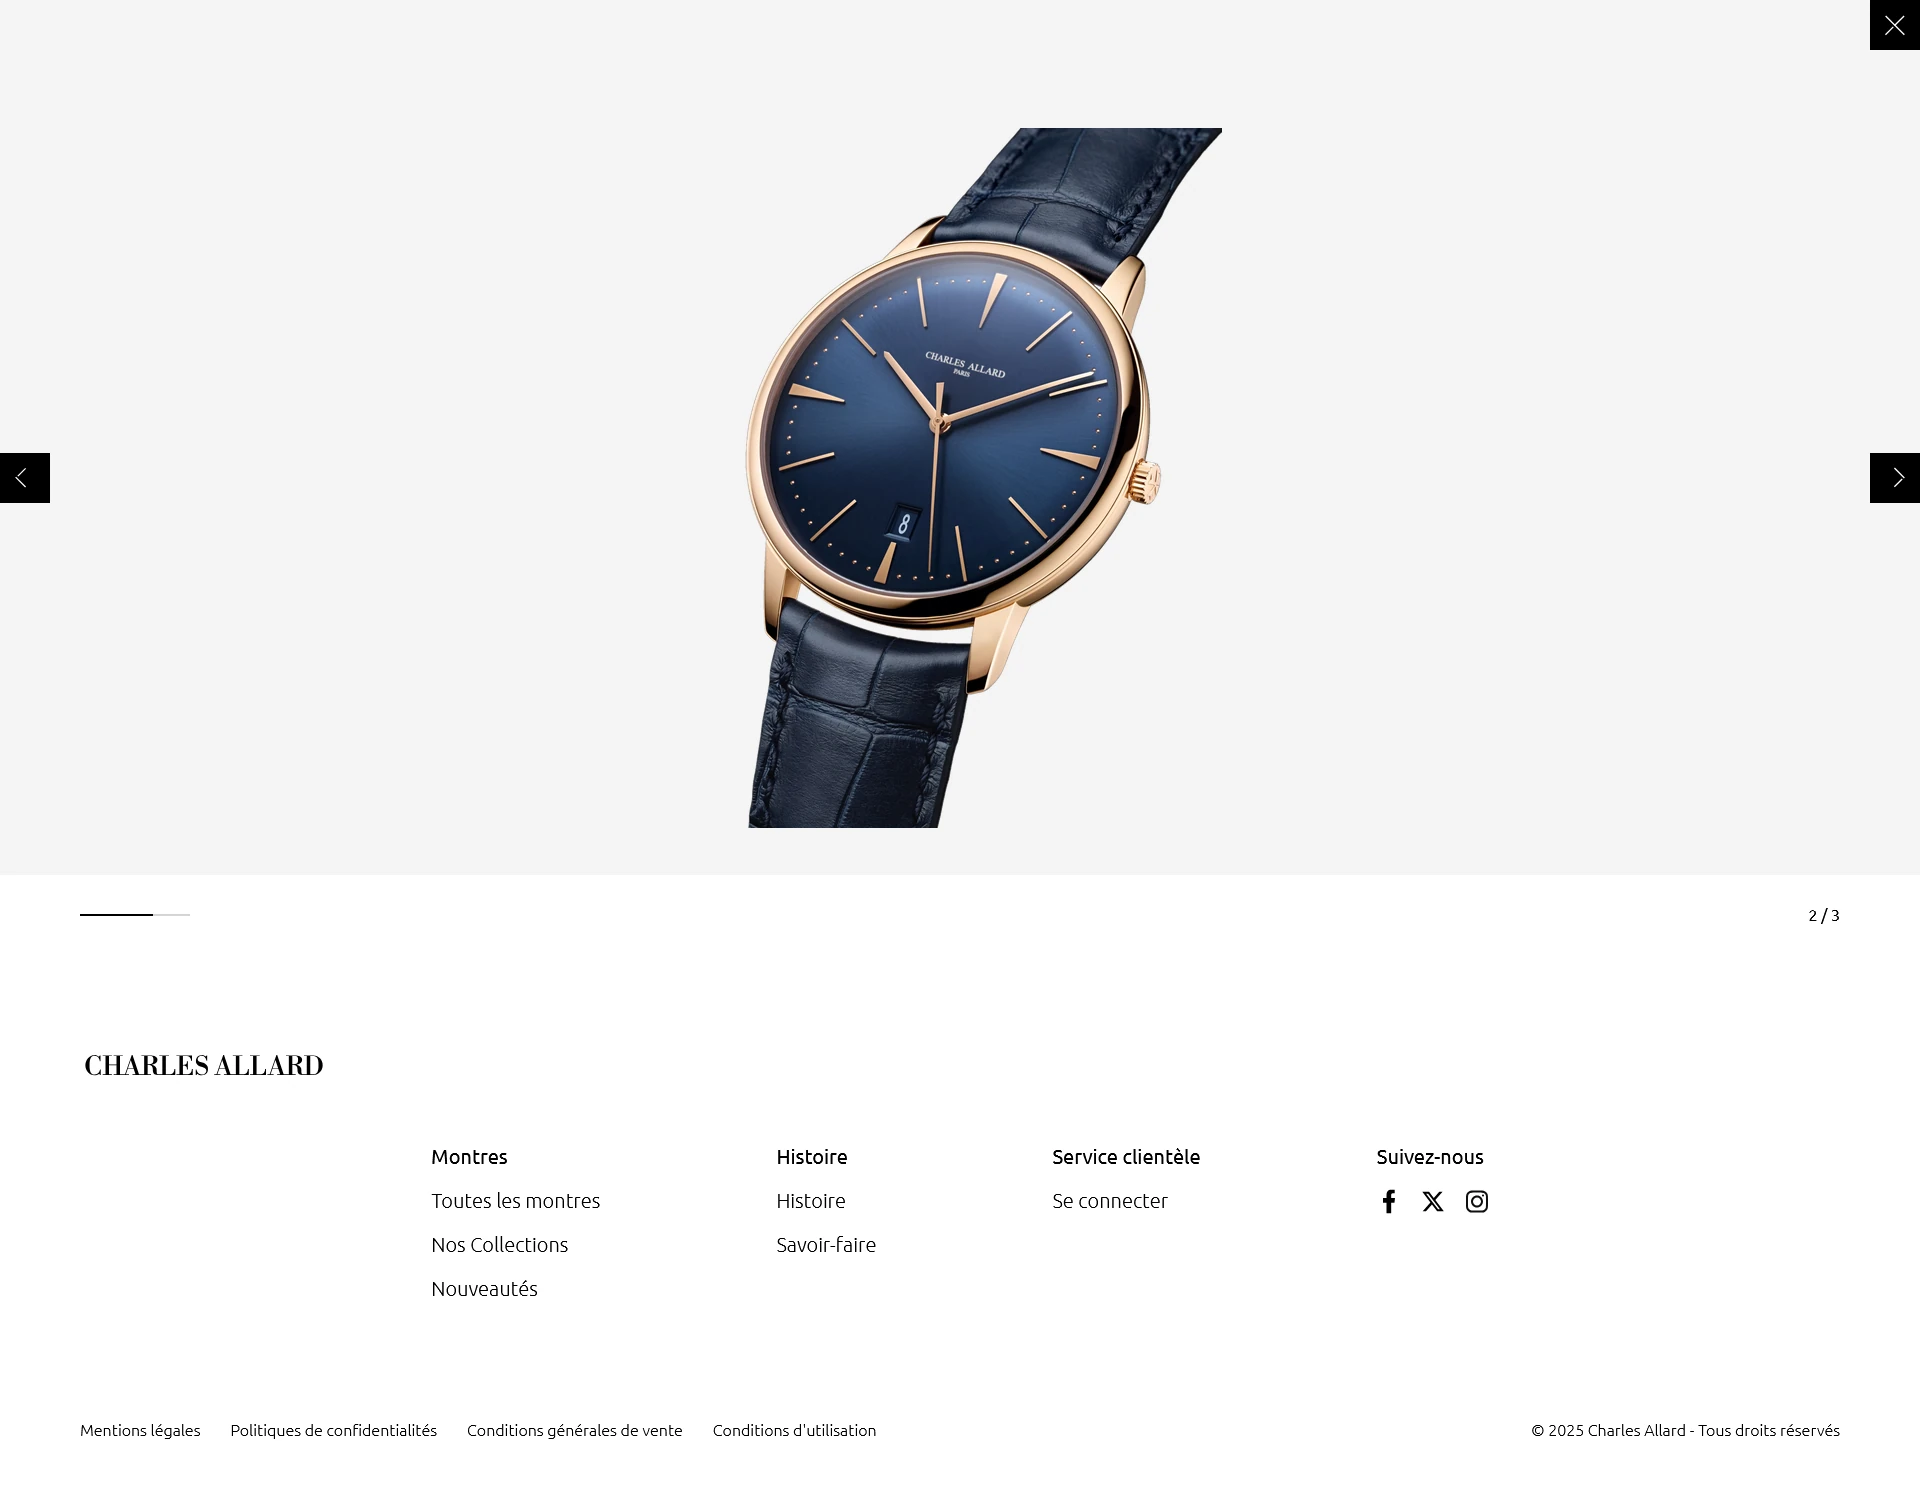 CHARLES ALLARD
PARIS
8
2 / 3
CHARLES ALLARD
Montres
Toutes les montres
Nos Collections
Nouveautés
Histoire
Histoire
Savoir-faire
Service clientèle
Se connecter
Suivez-nous
Mentions légales
Politiques de confidentialités
Conditions générales de vente
Conditions d'utilisation
© 2025 Charles Allard - Tous droits réservés